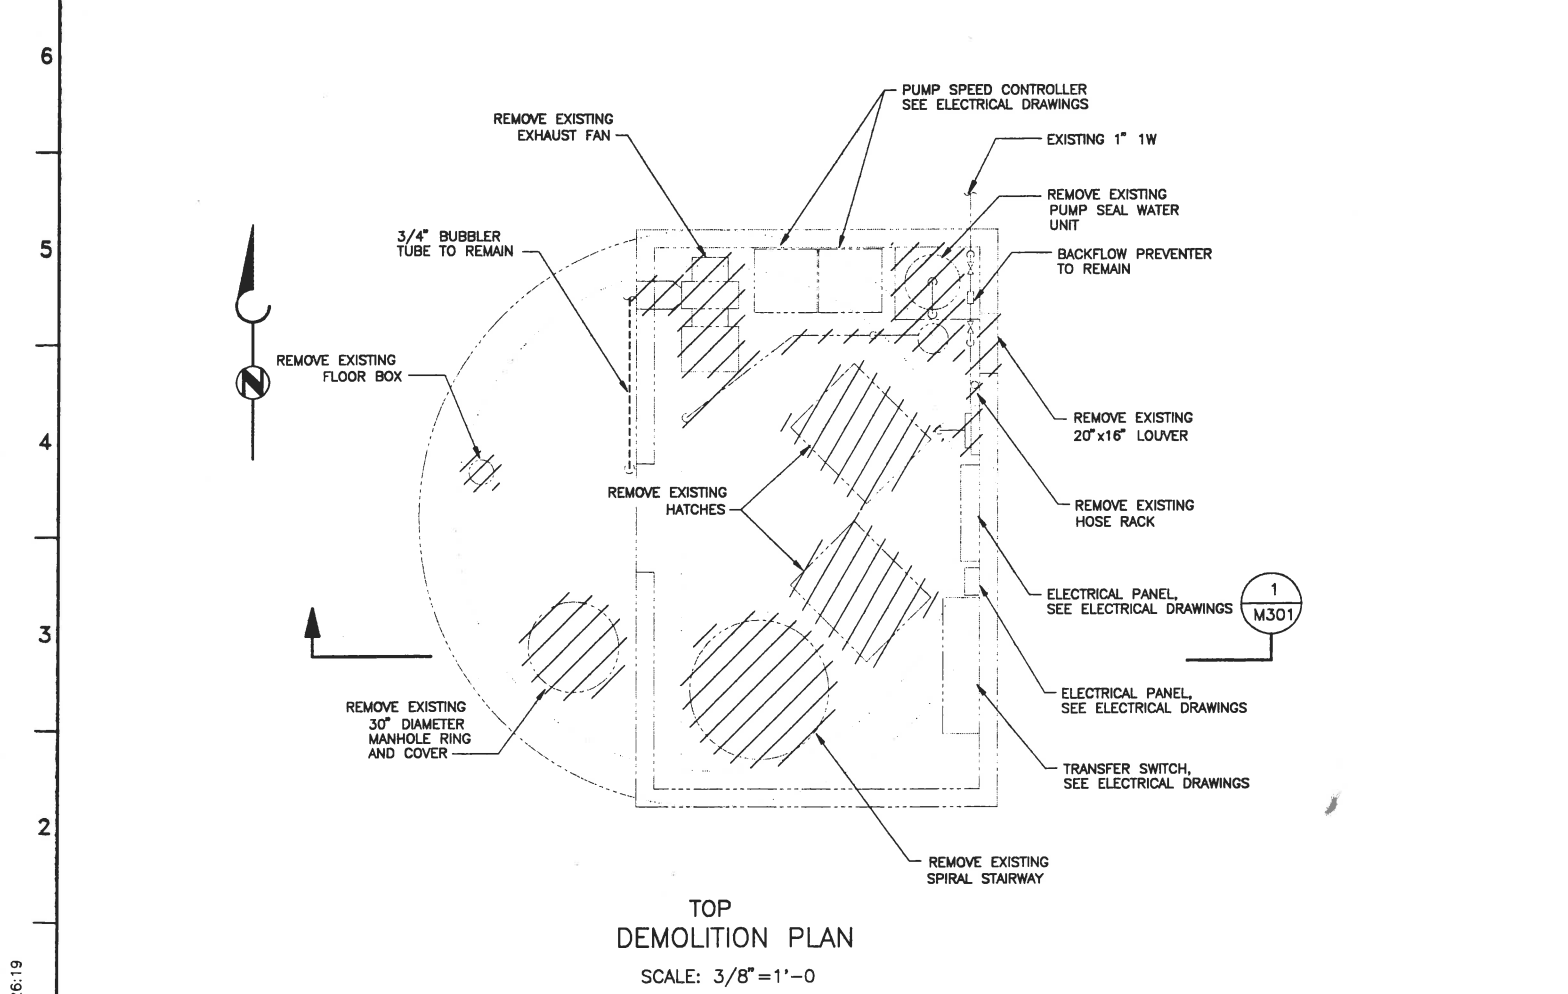 6
5
4
3
2
PUMP SPEED CONTROLLER
SEE ELECTRICAL DRAWINGS
REMOVE EXISTING
EXHAUST FAN
EXISTING 1" 1W
REMOVE EXISTING
PUMP SEAL WATER
UNIT
3/4" BUBBLER
TUBE TO REMAIN
BACKFLOW PREVENTER
TO REMAIN
N
REMOVE EXISTING
FLOOR BOX
REMOVE EXISTING
20"x16" LOUVER
REMOVE EXISTING
HATCHES
REMOVE EXISTING
HOSE RACK
ELECTRICAL PANEL,
SEE ELECTRICAL DRAWINGS
1
M301
REMOVE EXISTING
30" DIAMETER
MANHOLE RING
AND COVER
ELECTRICAL PANEL,
SEE ELECTRICAL DRAWINGS
TRANSFER SWITCH,
SEE ELECTRICAL DRAWINGS
REMOVE EXISTING
SPIRAL STAIRWAY
TOP
DEMOLITION PLAN
SCALE: 3/8"=1'-0